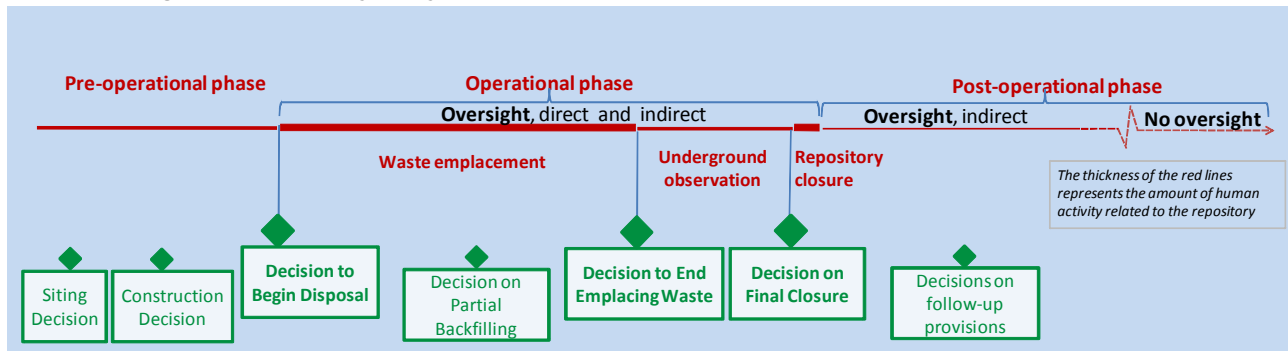 Pre-operational phase
Operational phase
Post-operational phase
Oversight, direct and indirect
Oversight, indirect
No oversight
Waste emplacement
Underground
observation
Repository
closure
The thickness of the red lines
represents the amount of human
activity related to the repository
Siting
Decision
Construction
Decision
Decision to
Begin Disposal
Decision on
Partial
Backfilling
Decision to End
Emplacing Waste
Decision on
Final Closure
Decisions on
follow-up
provisions